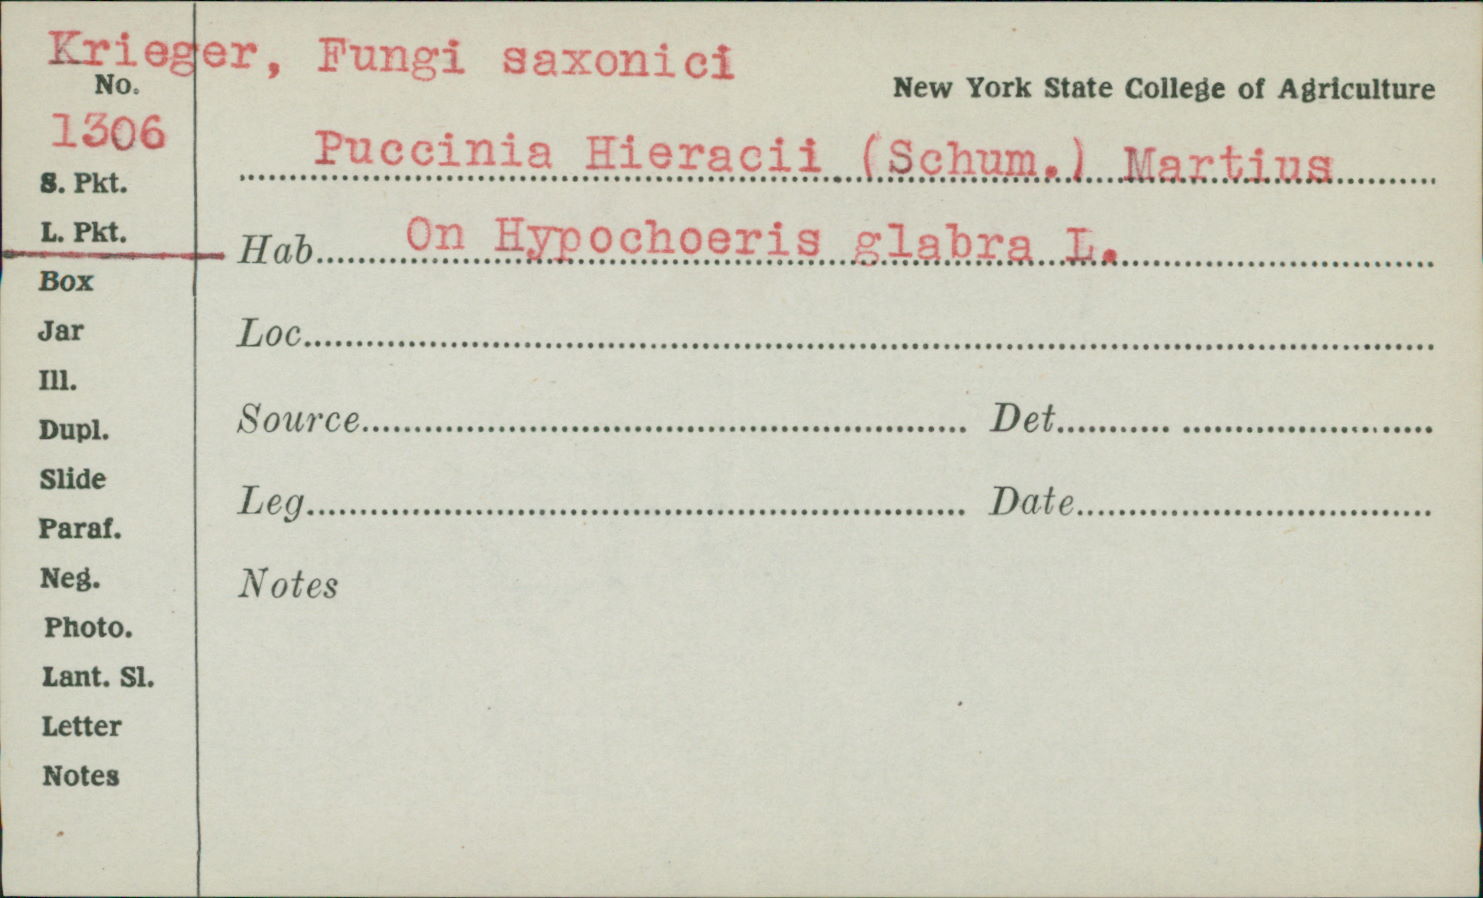 Krieger, Fungi saxonici
No.
New York State College of Agriculture
1306
Puccinia Hieracii (Schum.) Martius
S. Pkt.
L. Pkt.
Hab. On Hypochoeris glabra L.
Box
Jar
Loc.
Ill.
Source
Det.
Dupl.
Slide
Leg.
Date
Paraf.
Neg.
Notes
Photo.
Lant. Sl.
Letter
Notes